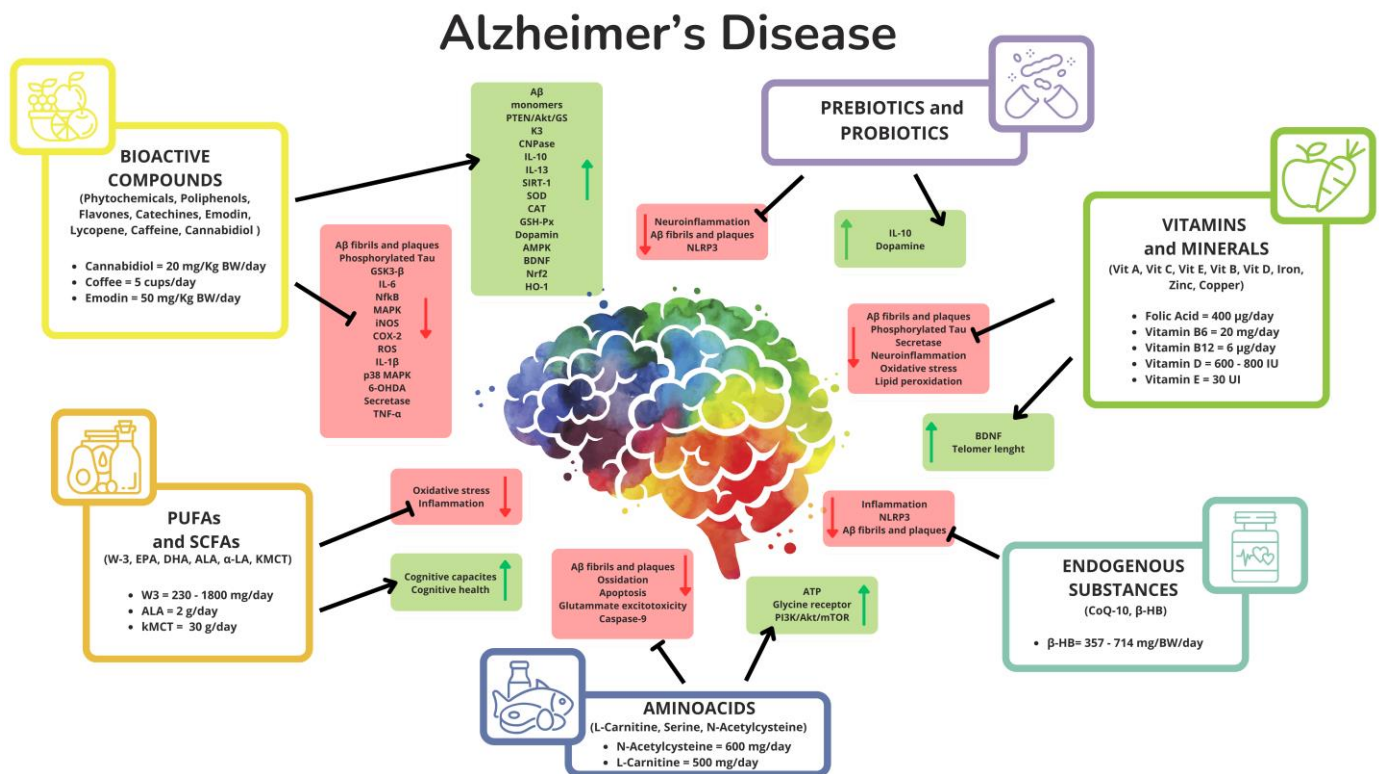 Alzheimer's Disease
BIOACTIVE
COMPOUNDS
(Phytochemicals, Poliphenols,
Flavones, Catechines, Emodin,
Lycopene, Caffeine, Cannabidiol )
• Cannabidiol = 20 mg/Kg BW/day
• Coffee = 5 cups/day
• Emodin = 50 mg/Kg BW/day
Aβ
monomers
PTEN/Akt/GS
K3
CNPase
IL-10
IL-13
SIRT-1
SOD
CAT
GSH-Px
Dopamin
AMPK
BDNF
Nrf2
HO-1
Aβ fibrils and plaques
Phosphorylated Tau
GSK3-β
IL-6
NfkB
MAPK
iNOS
COX-2
ROS
IL-1β
p38 MAPK
6-OHDA
Secretase
TNF-α
PREBIOTICS and
PROBIOTICS
Neuroinflammation
Aβ fibrils and plaques
NLRP3
IL-10
Dopamine
VITAMINS
and MINERALS
(Vit A, Vit C, Vit E, Vit B, Vit D, Iron,
Zinc, Copper)
• Folic Acid = 400 µg/day
• Vitamin B6 = 20 mg/day
• Vitamin B12 = 6 µg/day
• Vitamin D = 600 - 800 IU
• Vitamin E = 30 UI
Aβ fibrils and plaques
Phosphorylated Tau
Secretase
Neuroinflammation
Oxidative stress
Lipid peroxidation
BDNF
Telomer lenght
PUFAs
and SCFAs
(W-3, EPA, DHA, ALA, α-LA, KMCT)
• W3 = 230 - 1800 mg/day
• ALA = 2 g/day
• kMCT = 30 g/day
Oxidative stress
Inflammation
Cognitive capacites
Cognitive health
Aβ fibrils and plaques
Ossidation
Apoptosis
Glutammate excitotoxicity
Caspase-9
ATP
Glycine receptor
PI3K/Akt/mTOR
AMINOACIDS
(L-Carnitine, Serine, N-Acetylcysteine)
• N-Acetylcysteine = 600 mg/day
• L-Carnitine = 500 mg/day
Inflammation
NLRP3
Aβ fibrils and plaques
ENDOGENOUS
SUBSTANCES
(CoQ-10, β-HB)
• β-HB= 357 - 714 mg/BW/day